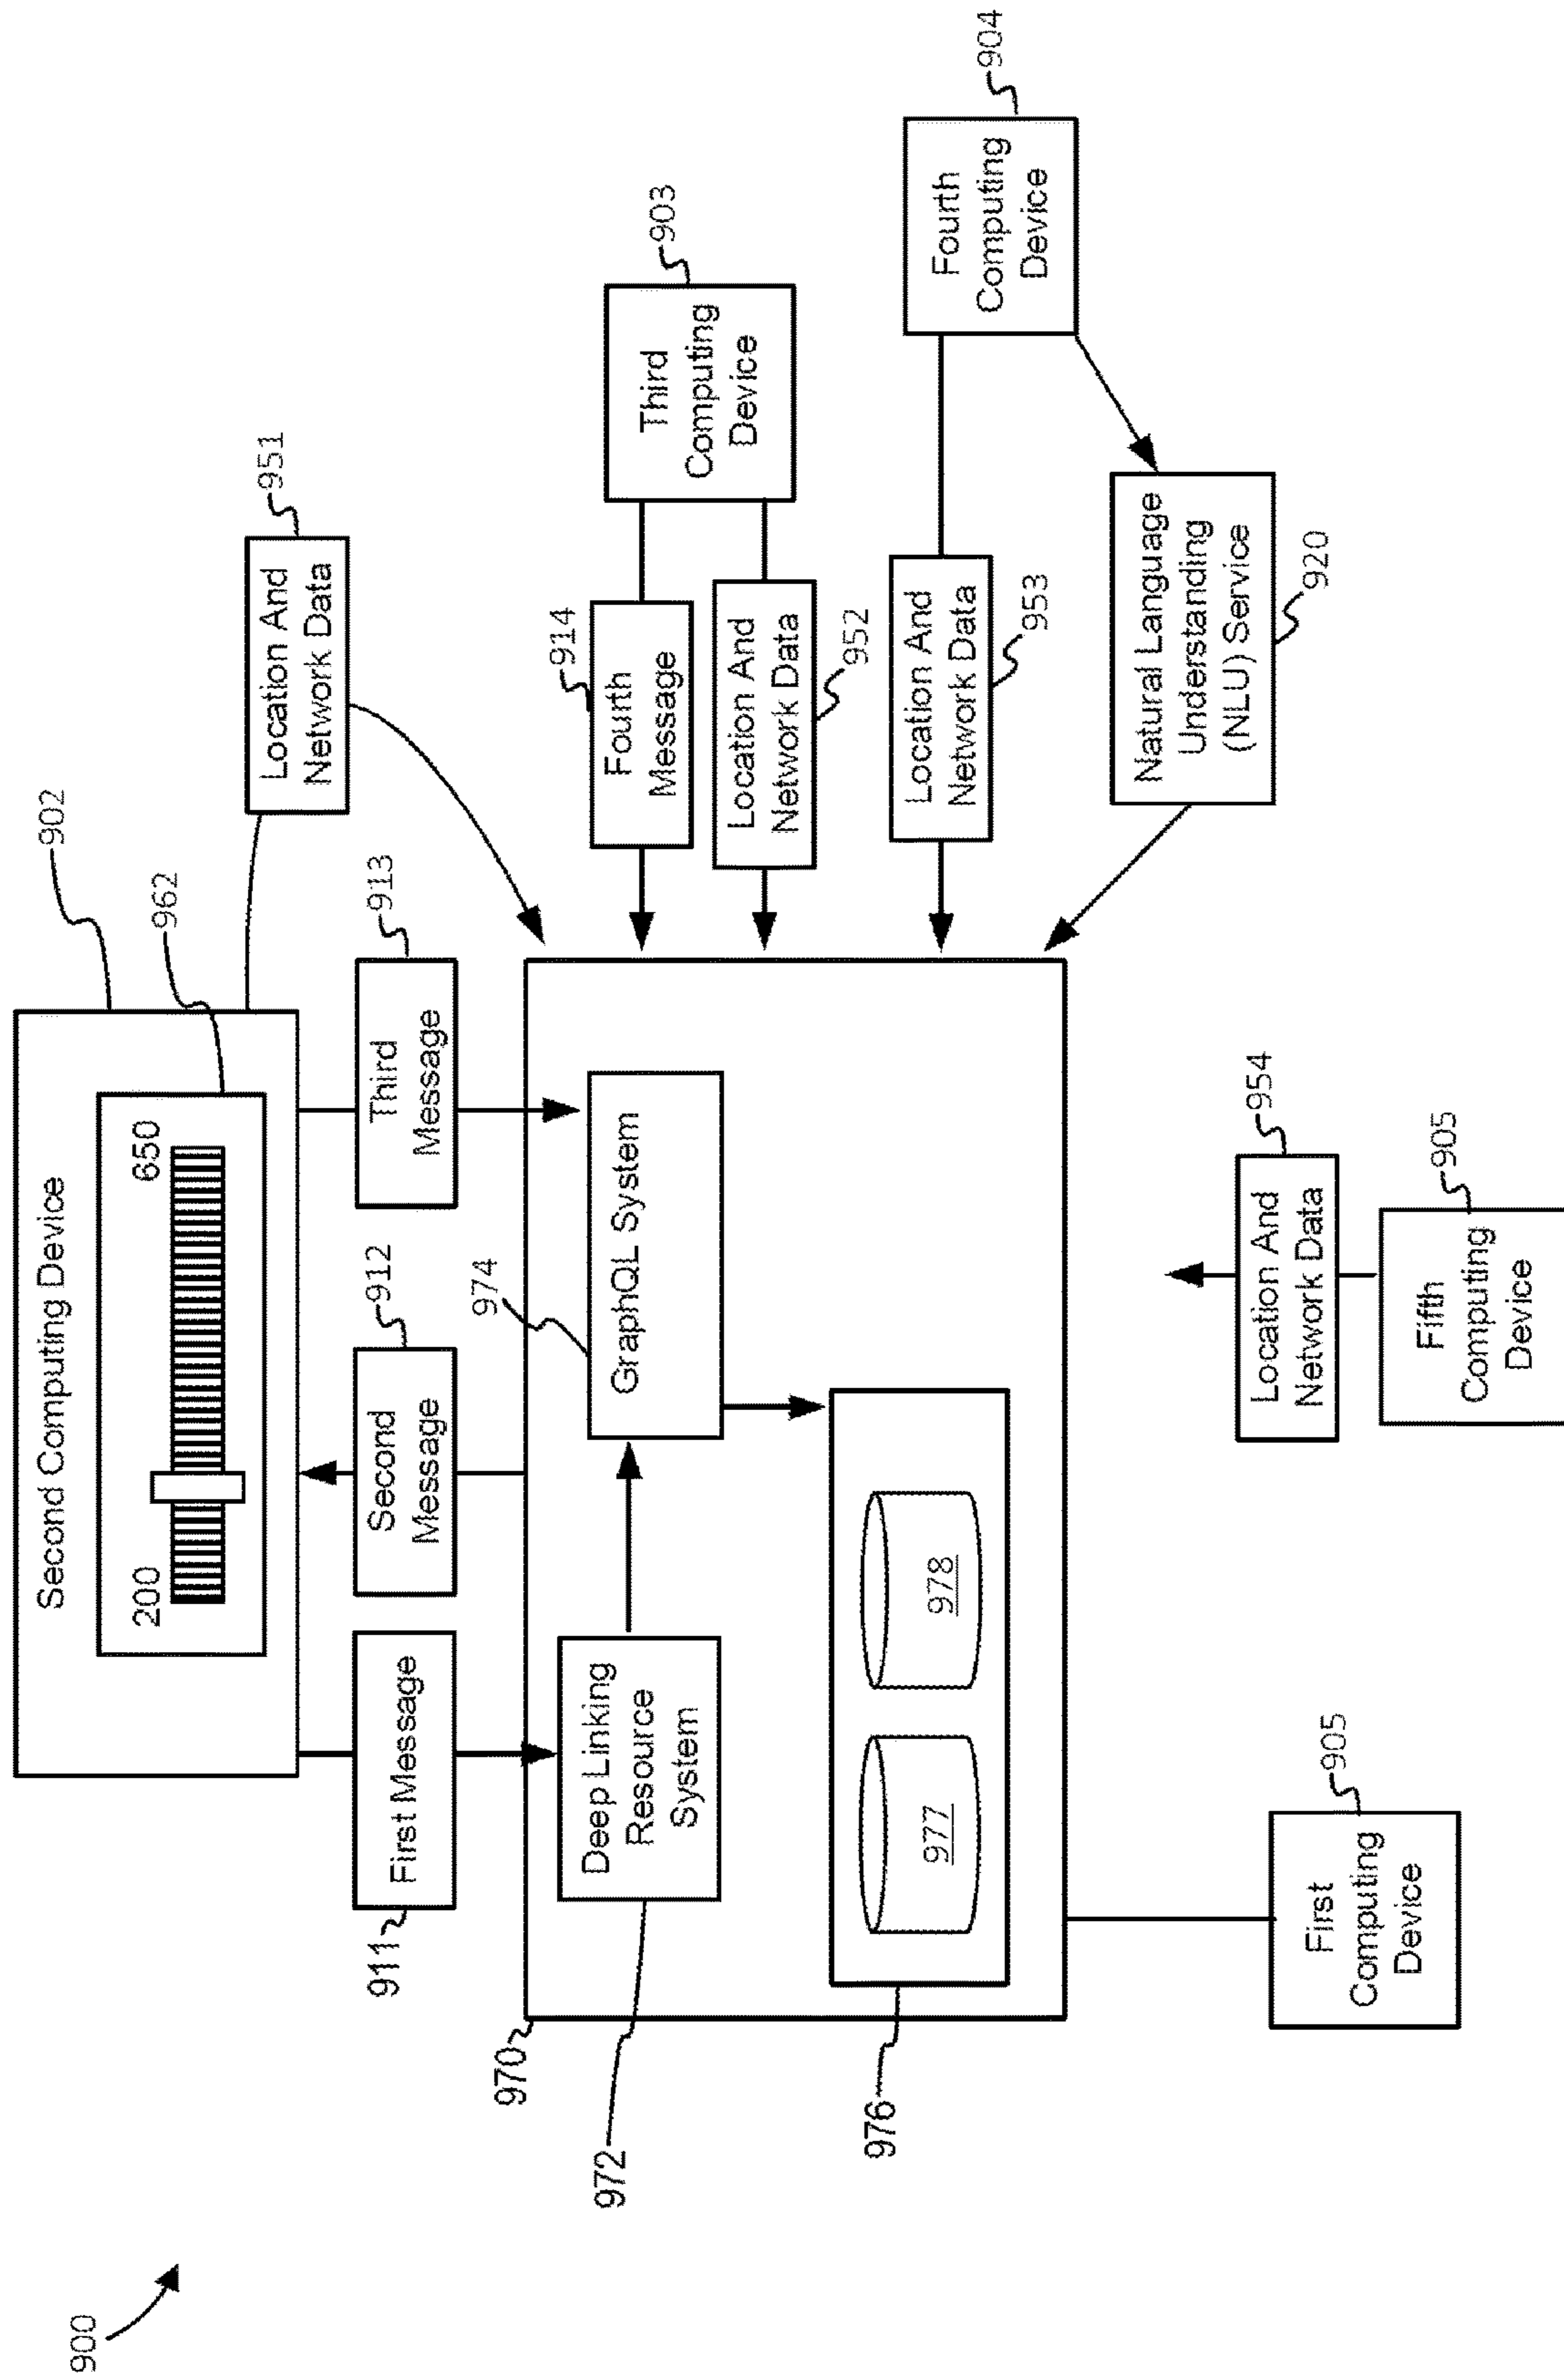 900
Second Computing Device
902
200
650
962
Location And
Network Data
951
911
First Message
Second
Message
912
Third
Message
913
970
972
Deep Linking
Resource
System
974
GraphQL System
976
977
978
Fourth
Message
914
Third
Computing
Device
903
Location And
Network Data
952
Location And
Network Data
953
Fourth
Computing
Device
904
Natural Language
Understanding
(NLU) Service
920
First
Computing
Device
905
Location And
Network Data
954
Fifth
Computing
Device
905